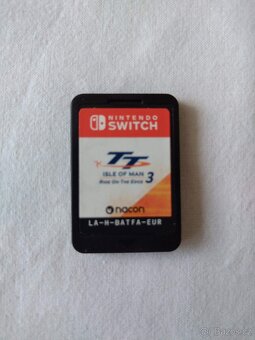 NINTENDO
SWITCH
TT
ISLE OF MAN
RIDE ON THE EDGE 3
nacon
LA-H-BATFA-EUR